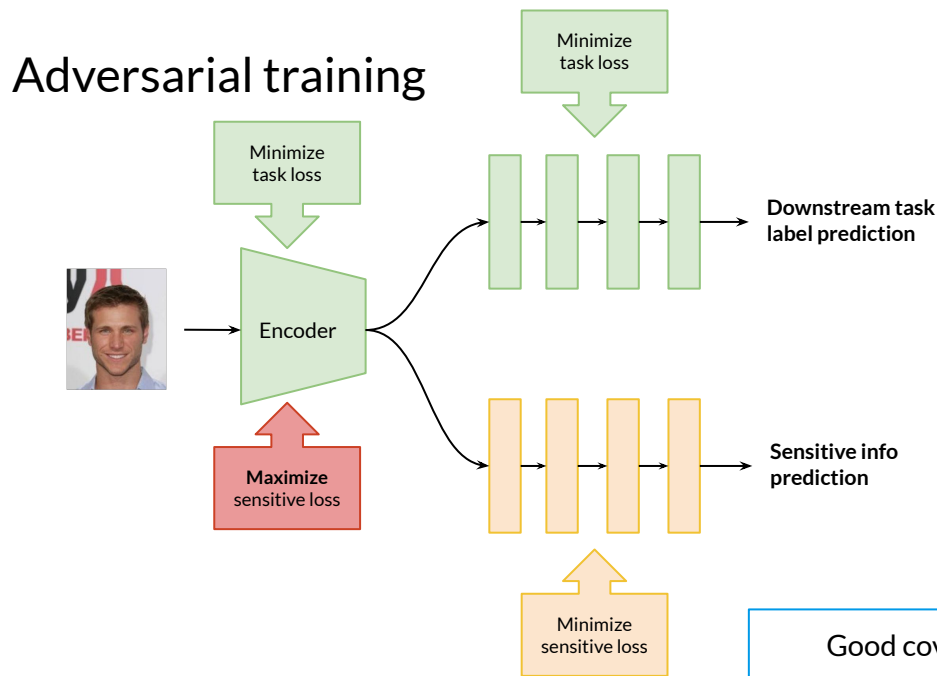 Adversarial training
Minimize
task loss
Minimize
task loss
Encoder
Downstream task
label prediction
Maximize
sensitive loss
Sensitive info
prediction
Minimize
sensitive loss
Good